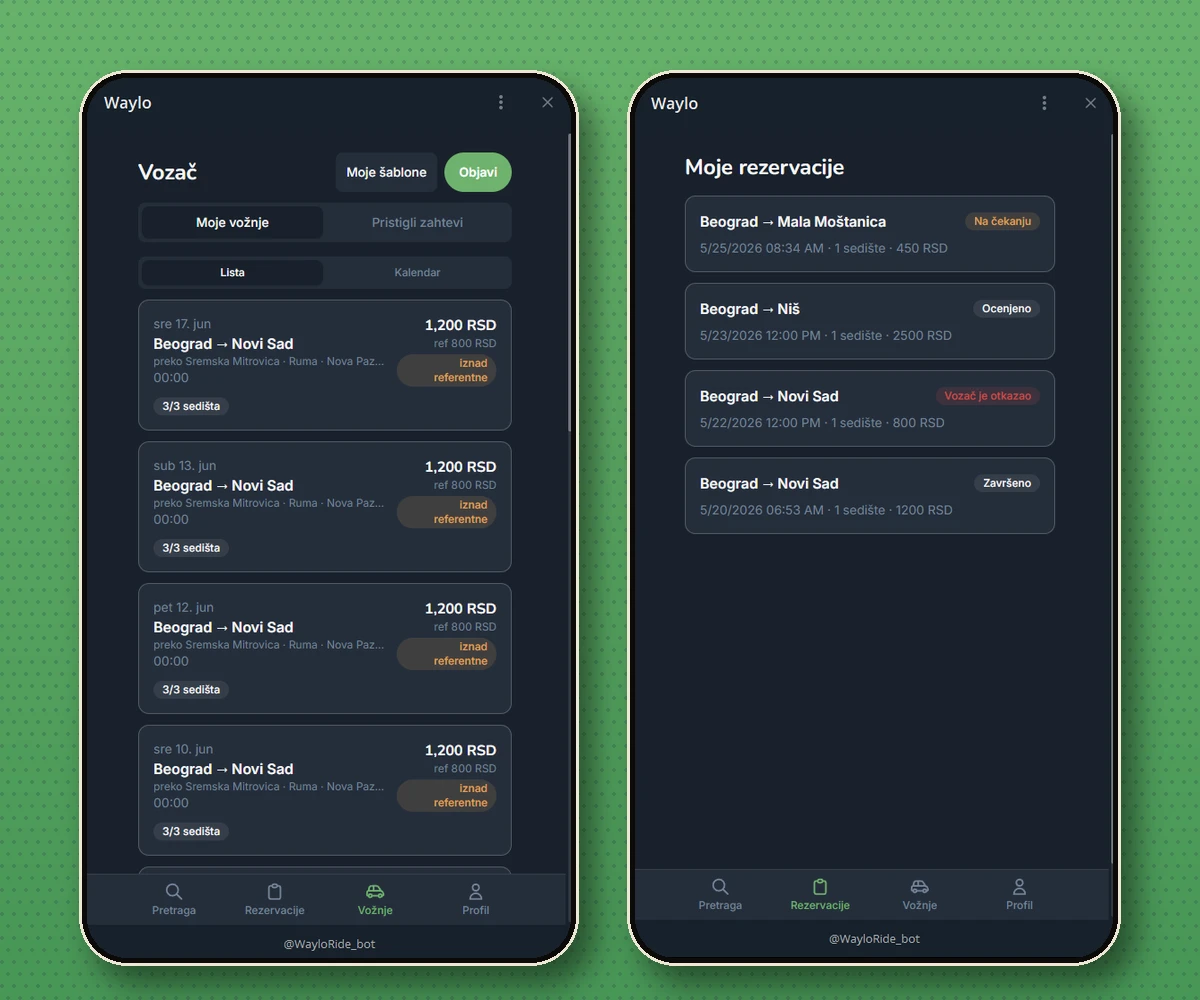 Waylo
Vozač
Moje šablone
Objavi
Moje vožnje
Pristigli zahtevi
Lista
Kalendar
sre 17. jun
1,200 RSD
Beograd → Novi Sad
ref 800 RSD
preko Sremska Mitrovica · Ruma · Nova Paz...
iznad
referentne
00:00
3/3 sedišta
sub 13. jun
1,200 RSD
Beograd → Novi Sad
ref 800 RSD
preko Sremska Mitrovica · Ruma · Nova Paz...
iznad
referentne
00:00
3/3 sedišta
pet 12. jun
1,200 RSD
Beograd → Novi Sad
ref 800 RSD
preko Sremska Mitrovica · Ruma · Nova Paz...
iznad
referentne
00:00
3/3 sedišta
sre 10. jun
1,200 RSD
Beograd → Novi Sad
ref 800 RSD
preko Sremska Mitrovica · Ruma · Nova Paz...
iznad
referentne
00:00
3/3 sedišta
Pretraga
Rezervacije
Vožnje
Profil
@WayloRide_bot
Waylo
Moje rezervacije
Beograd → Mala Moštanica
Na čekanju
5/25/2026 08:34 AM · 1 sedište · 450 RSD
Beograd → Niš
Ocenjeno
5/23/2026 12:00 PM · 1 sedište · 2500 RSD
Beograd → Novi Sad
Vozač je otkazao
5/22/2026 12:00 PM · 1 sedište · 800 RSD
Beograd → Novi Sad
Završeno
5/20/2026 06:53 AM · 1 sedište · 1200 RSD
Pretraga
Rezervacije
Vožnje
Profil
@WayloRide_bot